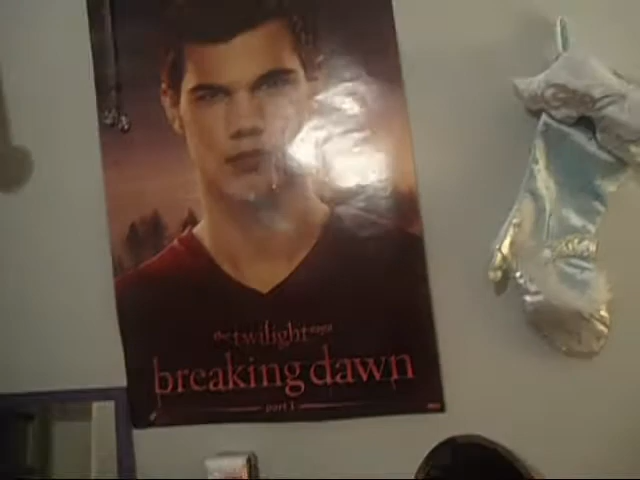 the twilight saga
breaking dawn
part 1